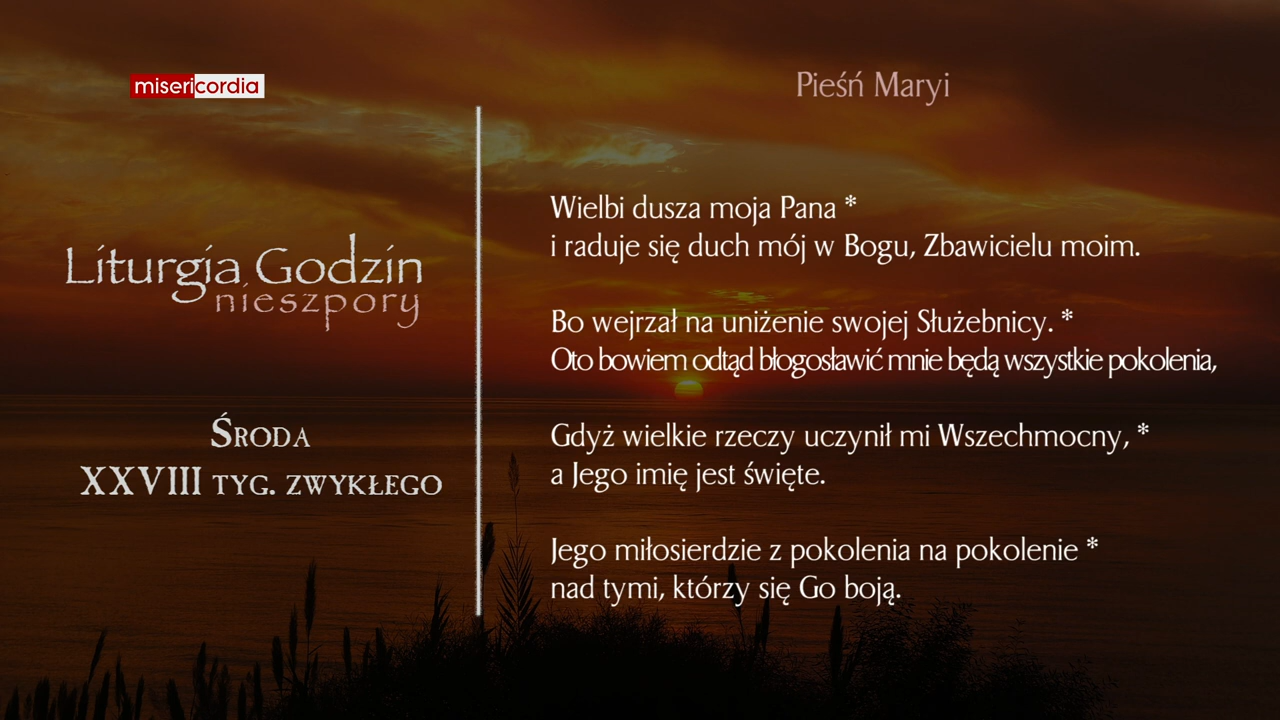 misericordia
Liturgia Godzin
nieszpory
Środa
XXVIII tyg. zwykłego
Pieśń Maryi
Wielbi dusza moja Pana *
i raduje się duch mój w Bogu, Zbawicielu moim.
Bo wejrzał na uniżenie swojej Służebnicy. *
Oto bowiem odtąd błogosławić mnie będą wszystkie pokolenia,
Gdyż wielkie rzeczy uczynił mi Wszechmocny, *
a Jego imię jest święte.
Jego miłosierdzie z pokolenia na pokolenie *
nad tymi, którzy się Go boją.